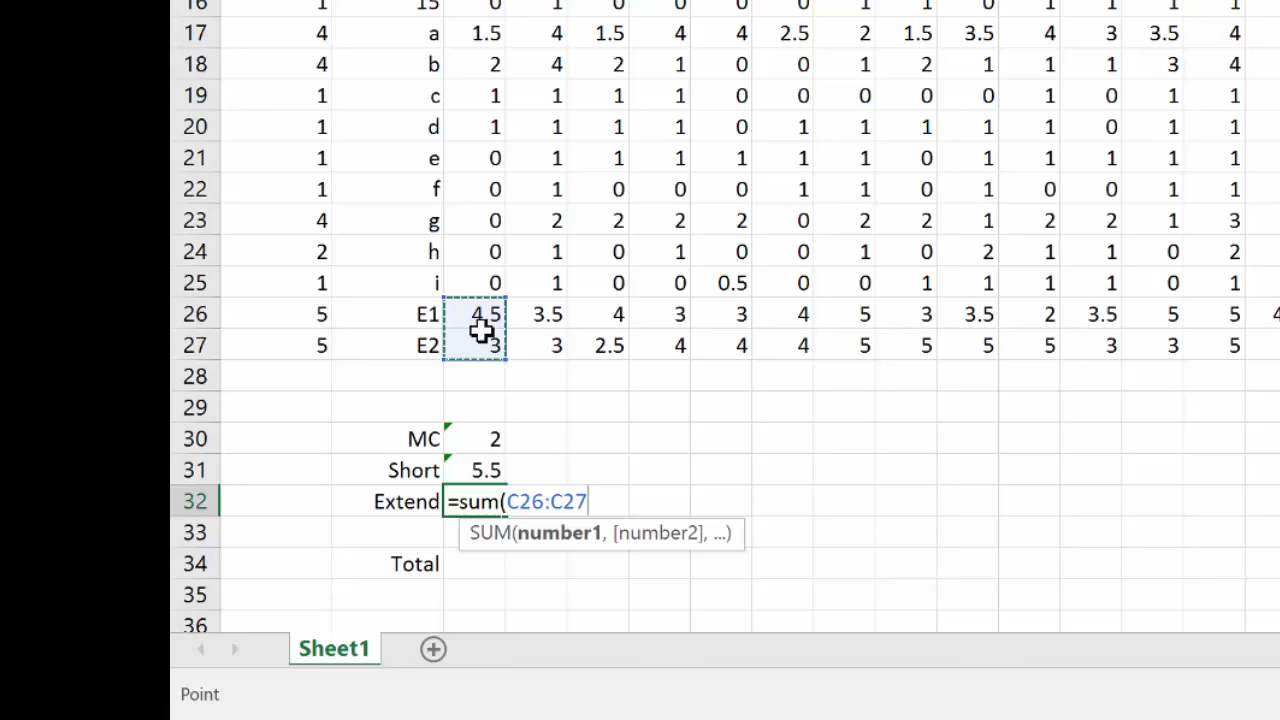 16 1 15 0 1 0 0 0 0 1 1 0 1 1 1 1
17 4 a 1.5 4 1.5 4 4 2.5 2 1.5 3.5 4 3 3.5 4
18 4 b 2 4 2 1 0 0 1 2 1 1 1 3 4
19 1 c 1 1 1 1 0 0 0 0 0 1 0 1 1
20 1 d 1 1 1 1 0 1 1 1 1 1 0 1 1
21 1 e 0 1 1 1 1 1 1 0 1 1 1 1 1
22 1 f 0 1 0 0 0 1 1 0 1 0 0 1 1
23 4 g 0 2 2 2 2 0 2 2 1 2 2 1 3
24 2 h 0 1 0 1 0 0 1 0 2 1 1 0 2
25 1 i 0 1 0 0 0.5 0 0 1 1 1 1 0 1
26 5 E1 4.5 3.5 4 3 3 4 5 3 3.5 2 3.5 5 5 4
27 5 E2 3 3 2.5 4 4 4 5 5 5 5 3 3 5
28
29
30 MC 2
31 Short 5.5
32 Extend =sum(C26:C27
33 SUM(number1, [number2], ...)
34 Total
35
36
Sheet1
Point